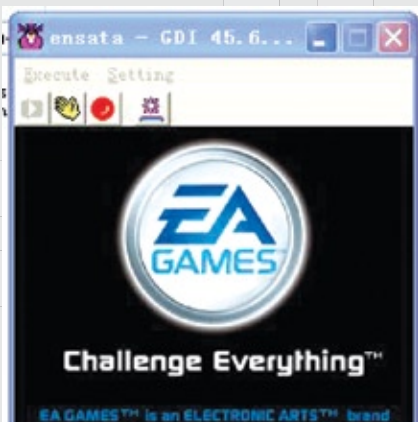 ensata - GDI 45.6...
Execute Setting
EA
GAMES
Challenge Everything™
EA GAMES™ is an ELECTRONIC ARTS™ brand